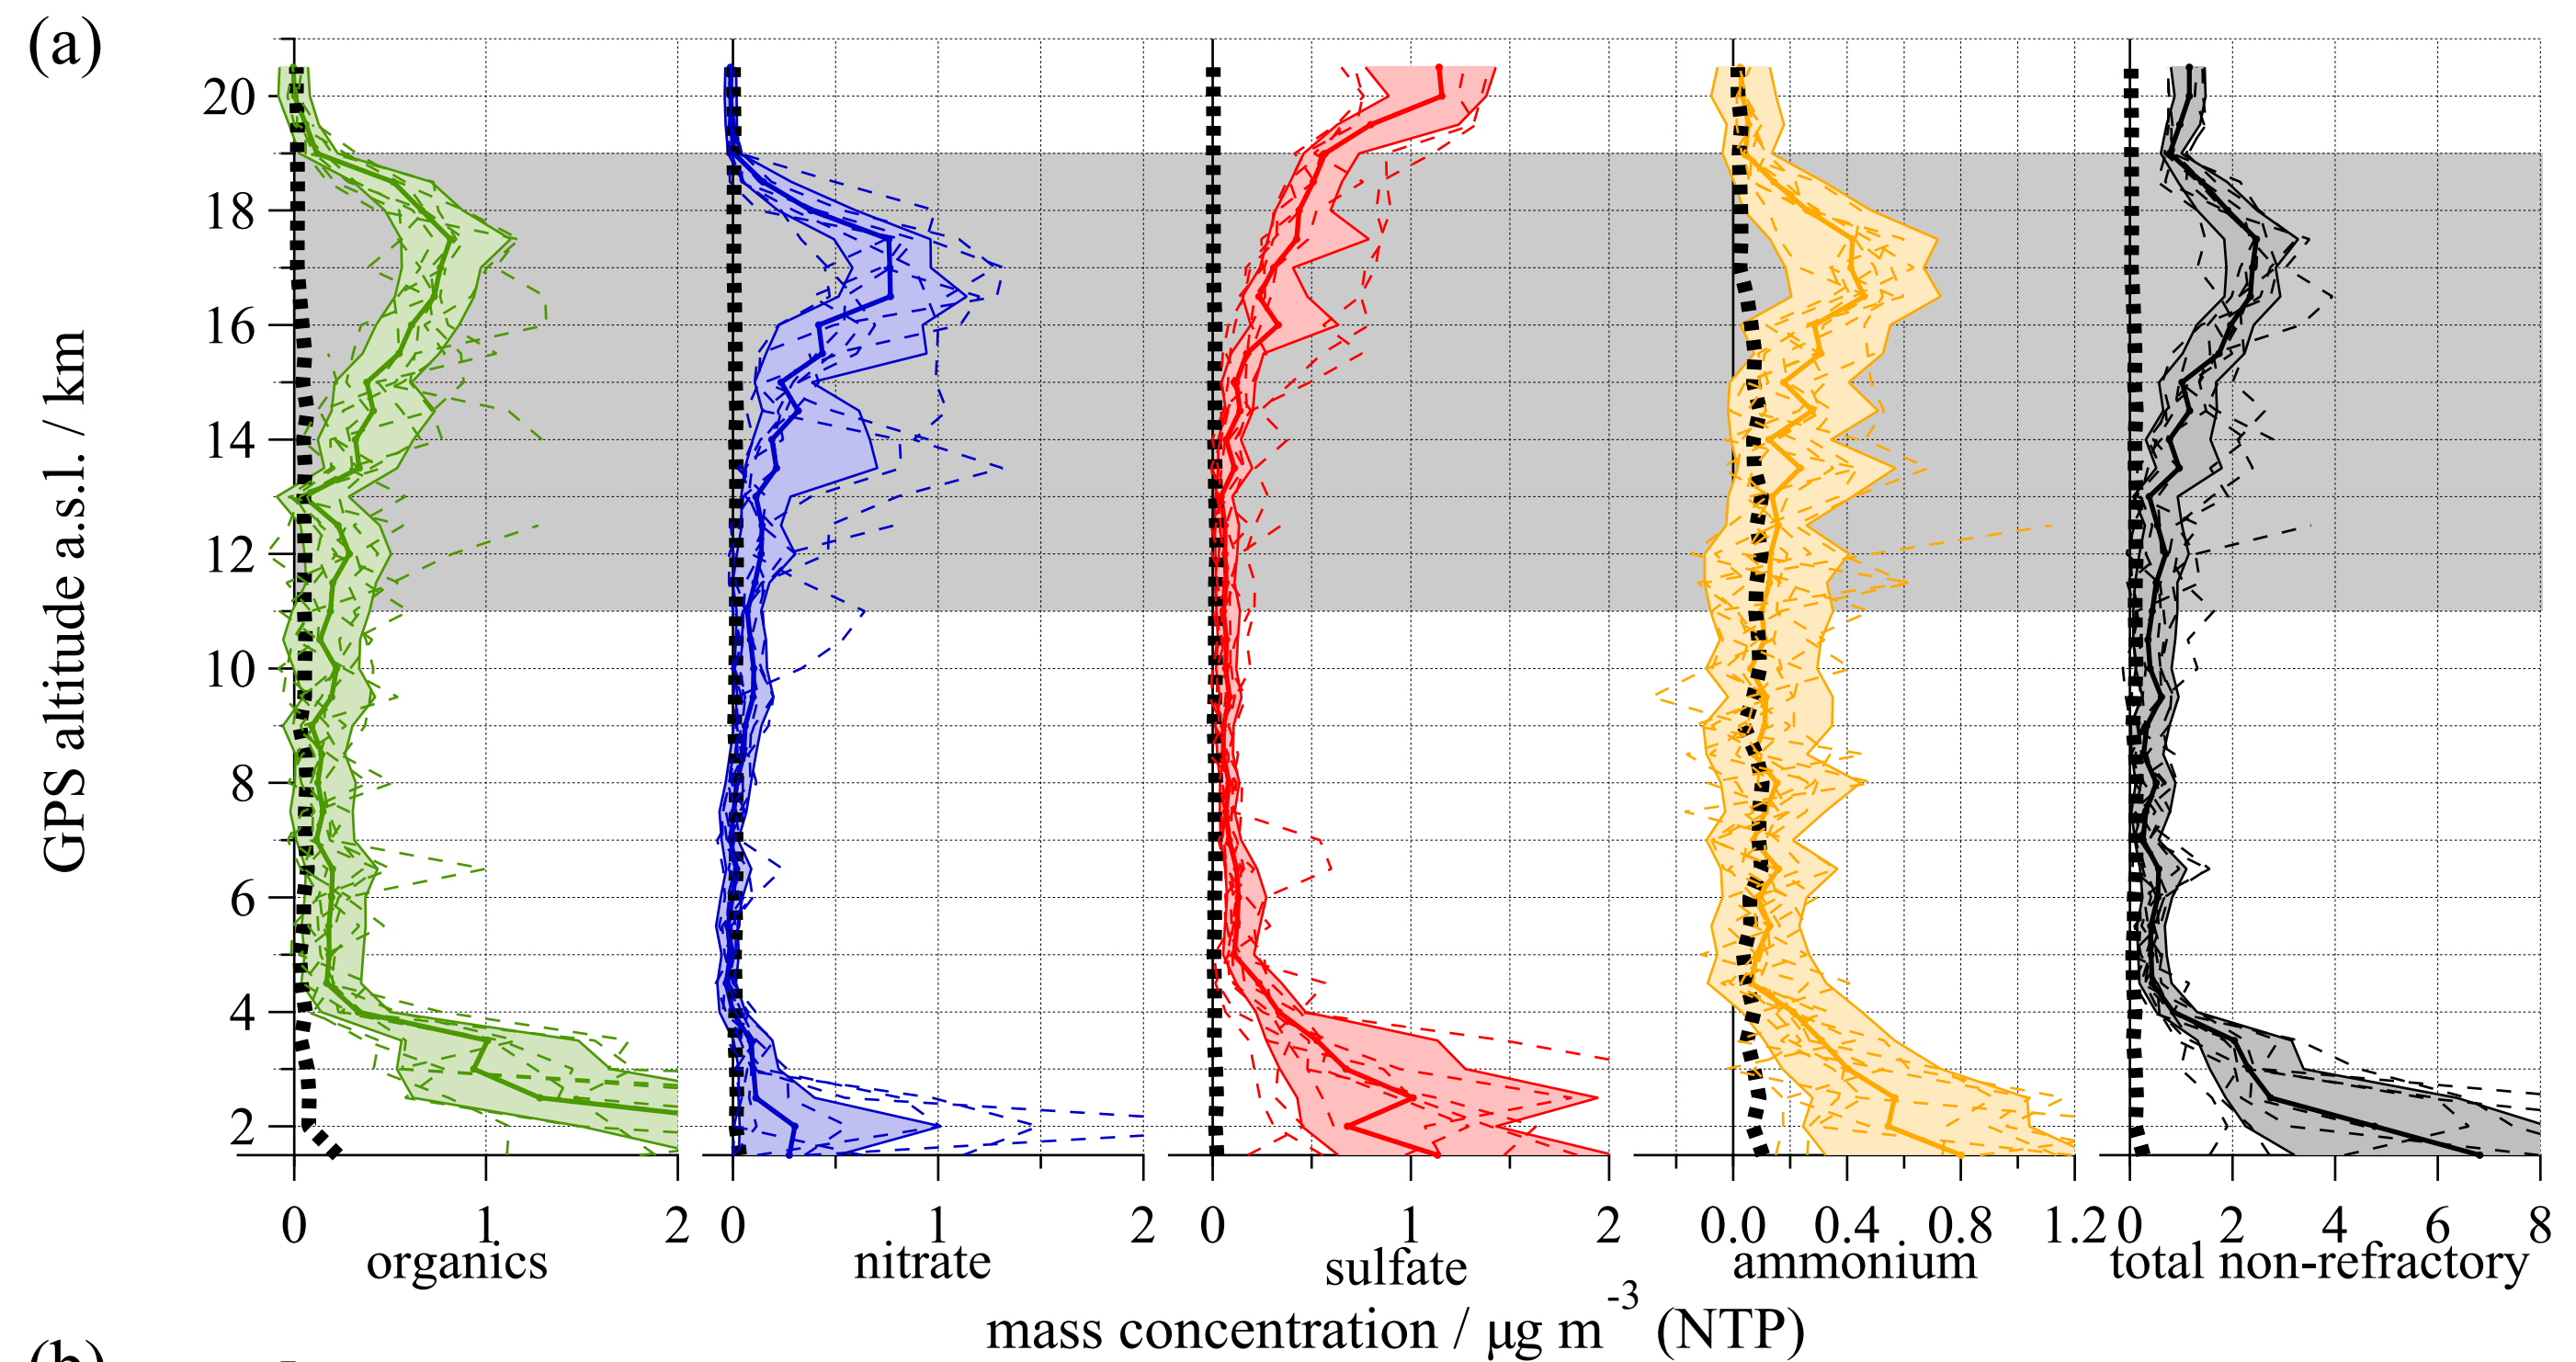 (a)
GPS altitude a.s.l. / km
20
18
16
14
12
10
8
6
4
2
0 1 2 0 1 2 0 1 2 0.0 0.4 0.8 1.2 0 2 4 6 8
organics nitrate sulfate ammonium total non-refractory
mass concentration / µg m-3 (NTP)
(b)